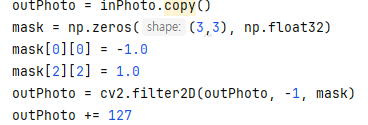 outPhoto = inPhoto.copy()
mask = np.zeros( shape: (3,3), np.float32)
mask[0][0] = -1.0
mask[2][2] = 1.0
outPhoto = cv2.filter2D(outPhoto, -1, mask)
outPhoto += 127